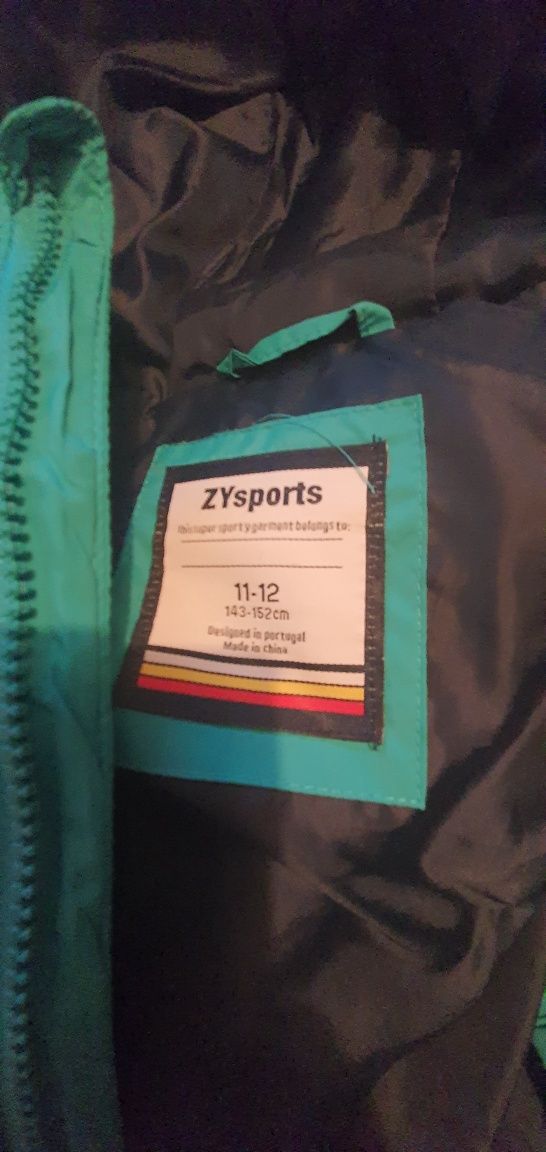 ZYsports
this super sporty garment belongs to:
11-12
143-152cm
Designed in portugal
Made in china